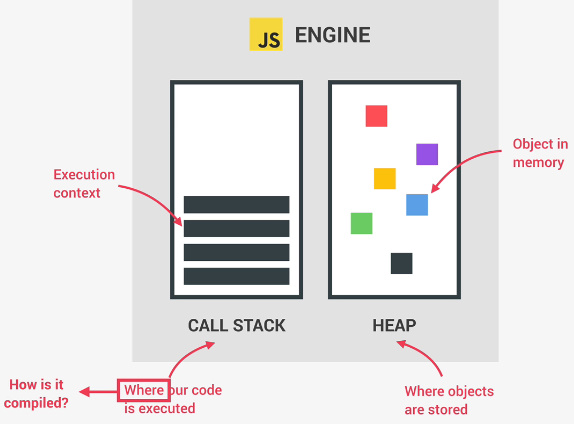 JS ENGINE
Execution
context
Object in
memory
CALL STACK
HEAP
How is it
compiled?
Where our code
is executed
Where objects
are stored